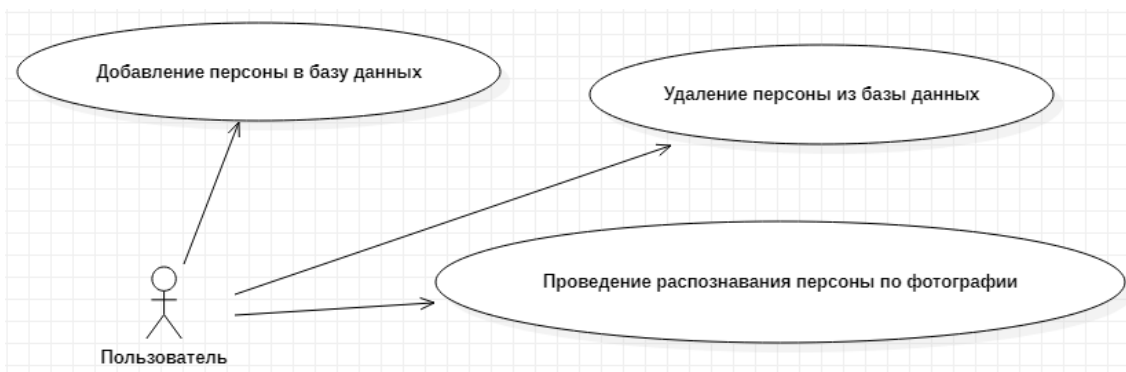 Добавление персоны в базу данных
Удаление персоны из базы данных
Проведение распознавания персоны по фотографии
Пользователь